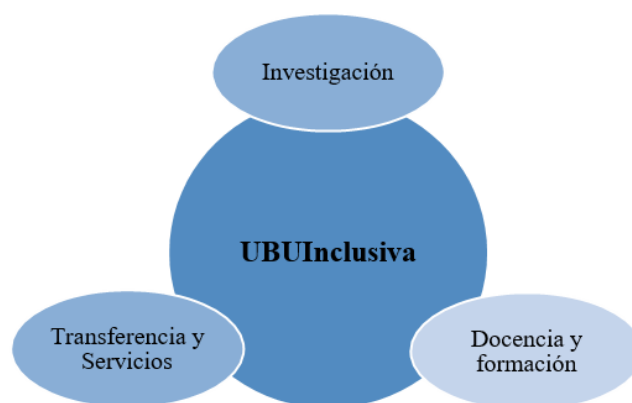 Investigación
UBUInclusiva
Transferencia y
Servicios
Docencia y
formación